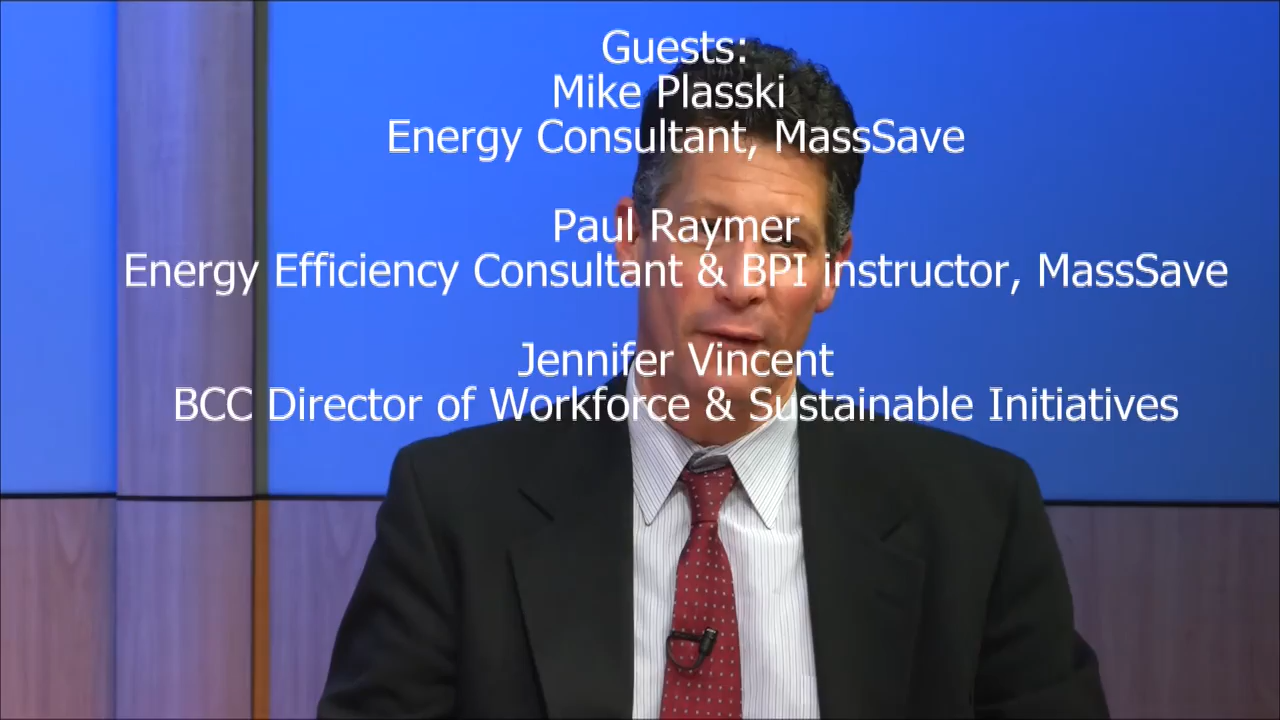 Guests:
Mike Plasski
Energy Consultant, MassSave
Paul Raymer
Energy Efficiency Consultant & BPI instructor, MassSave
Jennifer Vincent
BCC Director of Workforce & Sustainable Initiatives